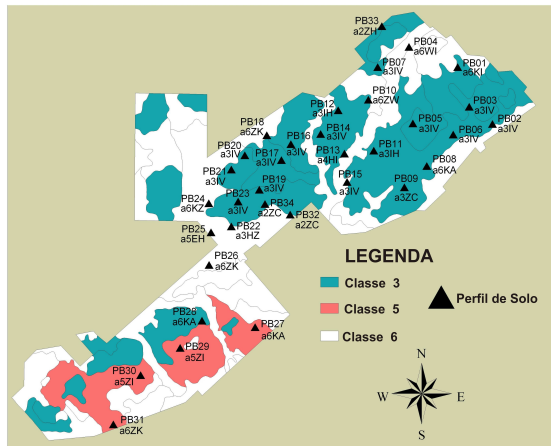 PB33
a2ZH
PB04
a6WI
PB07
a3IV
PB01
a6KI
PB10
a6ZW
PB12
a3IH
PB03
a3IV
PB02
a3IV
PB05
a3IV
PB06
a3IV
PB18
a6ZK
PB16
a3IV
PB14
a3IV
PB13
a4HI
PB11
a3IH
PB20
a3IV
PB17
a3IV
PB08
a6KA
PB21
a3IV
PB15
a3IV
PB09
a3ZC
PB19
a3IV
PB24
a6KZ
PB23
a3IV
PB34
a2ZC
PB32
a2ZC
PB25
a5EH
PB22
a3HZ
PB26
a6ZK
LEGENDA
Classe 3
Classe 5
Classe 6
Perfil de Solo
PB28
a6KA
PB27
a6KA
PB29
a5ZI
PB30
a5ZI
PB31
a6ZK
N
W
E
S